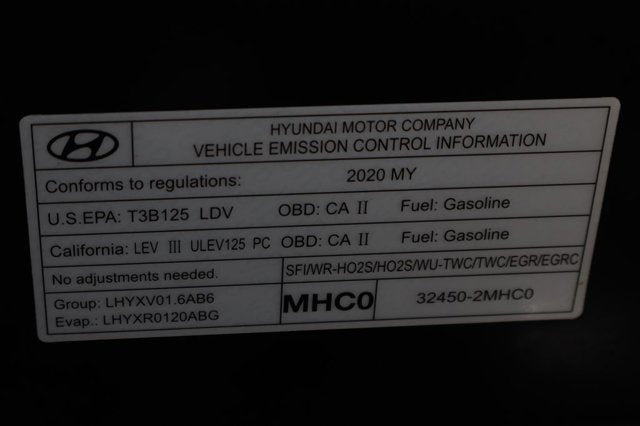 HYUNDAI MOTOR COMPANY
VEHICLE EMISSION CONTROL INFORMATION
Conforms to regulations: 2020 MY
U.S.EPA: T3B125 LDV OBD: CA II Fuel: Gasoline
California: LEV III ULEV125 PC OBD: CA II Fuel: Gasoline
No adjustments needed. SFI/WR-HO2S/HO2S/WU-TWC/TWC/EGR/EGRC
Group: LHYXV01.6AB6
Evap.: LHYXR0120ABG
MHC0 32450-2MHC0